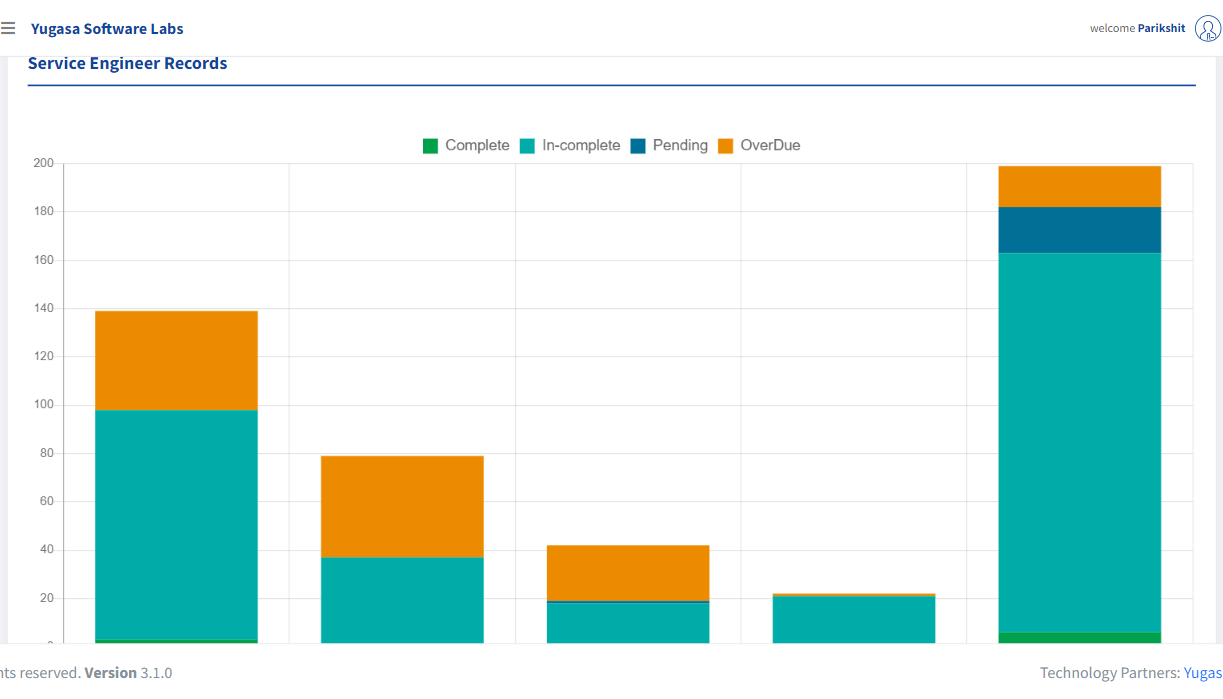 Yugasa Software Labs
welcome Parikshit
Service Engineer Records
Complete In-complete Pending OverDue
200
180
160
140
120
100
80
60
40
20
nts reserved. Version 3.1.0
Technology Partners: Yugas